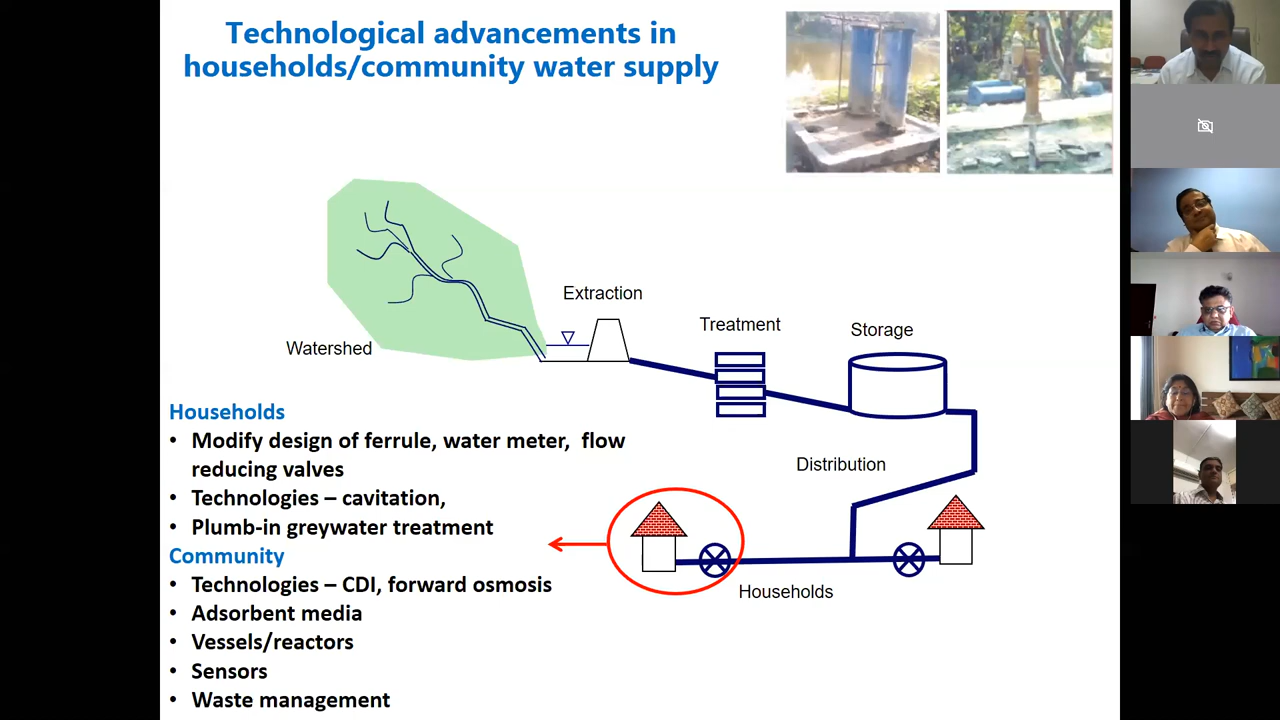 Technological advancements in
households/community water supply
Extraction
Treatment
Storage
Watershed
Households
• Modify design of ferrule, water meter, flow
reducing valves
• Technologies – cavitation,
• Plumb-in greywater treatment
Community
• Technologies – CDI, forward osmosis
• Adsorbent media
• Vessels/reactors
• Sensors
• Waste management
Distribution
Households